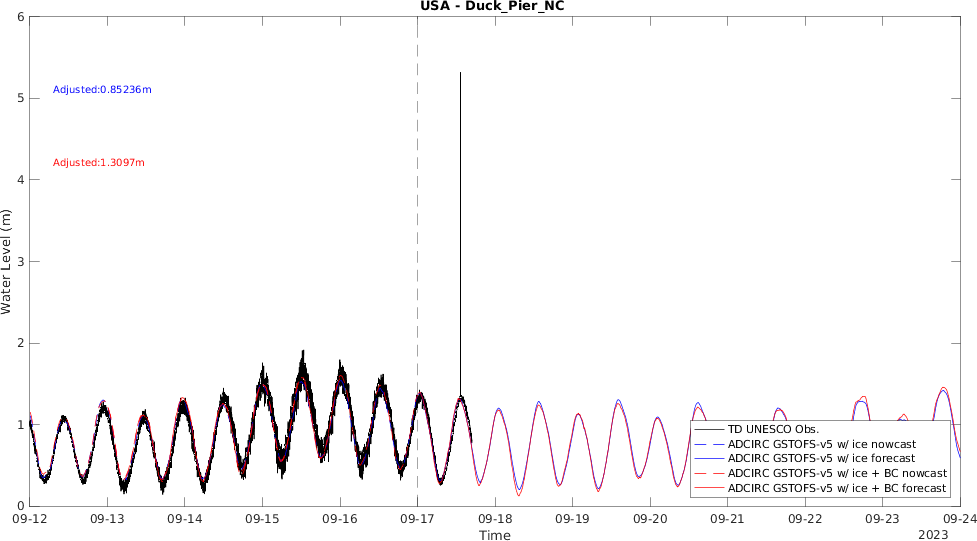 USA - Duck_Pier_NC
6
Adjusted:0.85236m
5
Adjusted:1.3097m
4
3
2
1
0
Water Level (m)
TD UNESCO Obs.
ADCIRC GSTOFS-v5 w/ ice nowcast
ADCIRC GSTOFS-v5 w/ ice forecast
ADCIRC GSTOFS-v5 w/ ice + BC nowcast
ADCIRC GSTOFS-v5 w/ ice + BC forecast
09-12 09-13 09-14 09-15 09-16 09-17 09-18 09-19 09-20 09-21 09-22 09-23 09-24
Time
2023